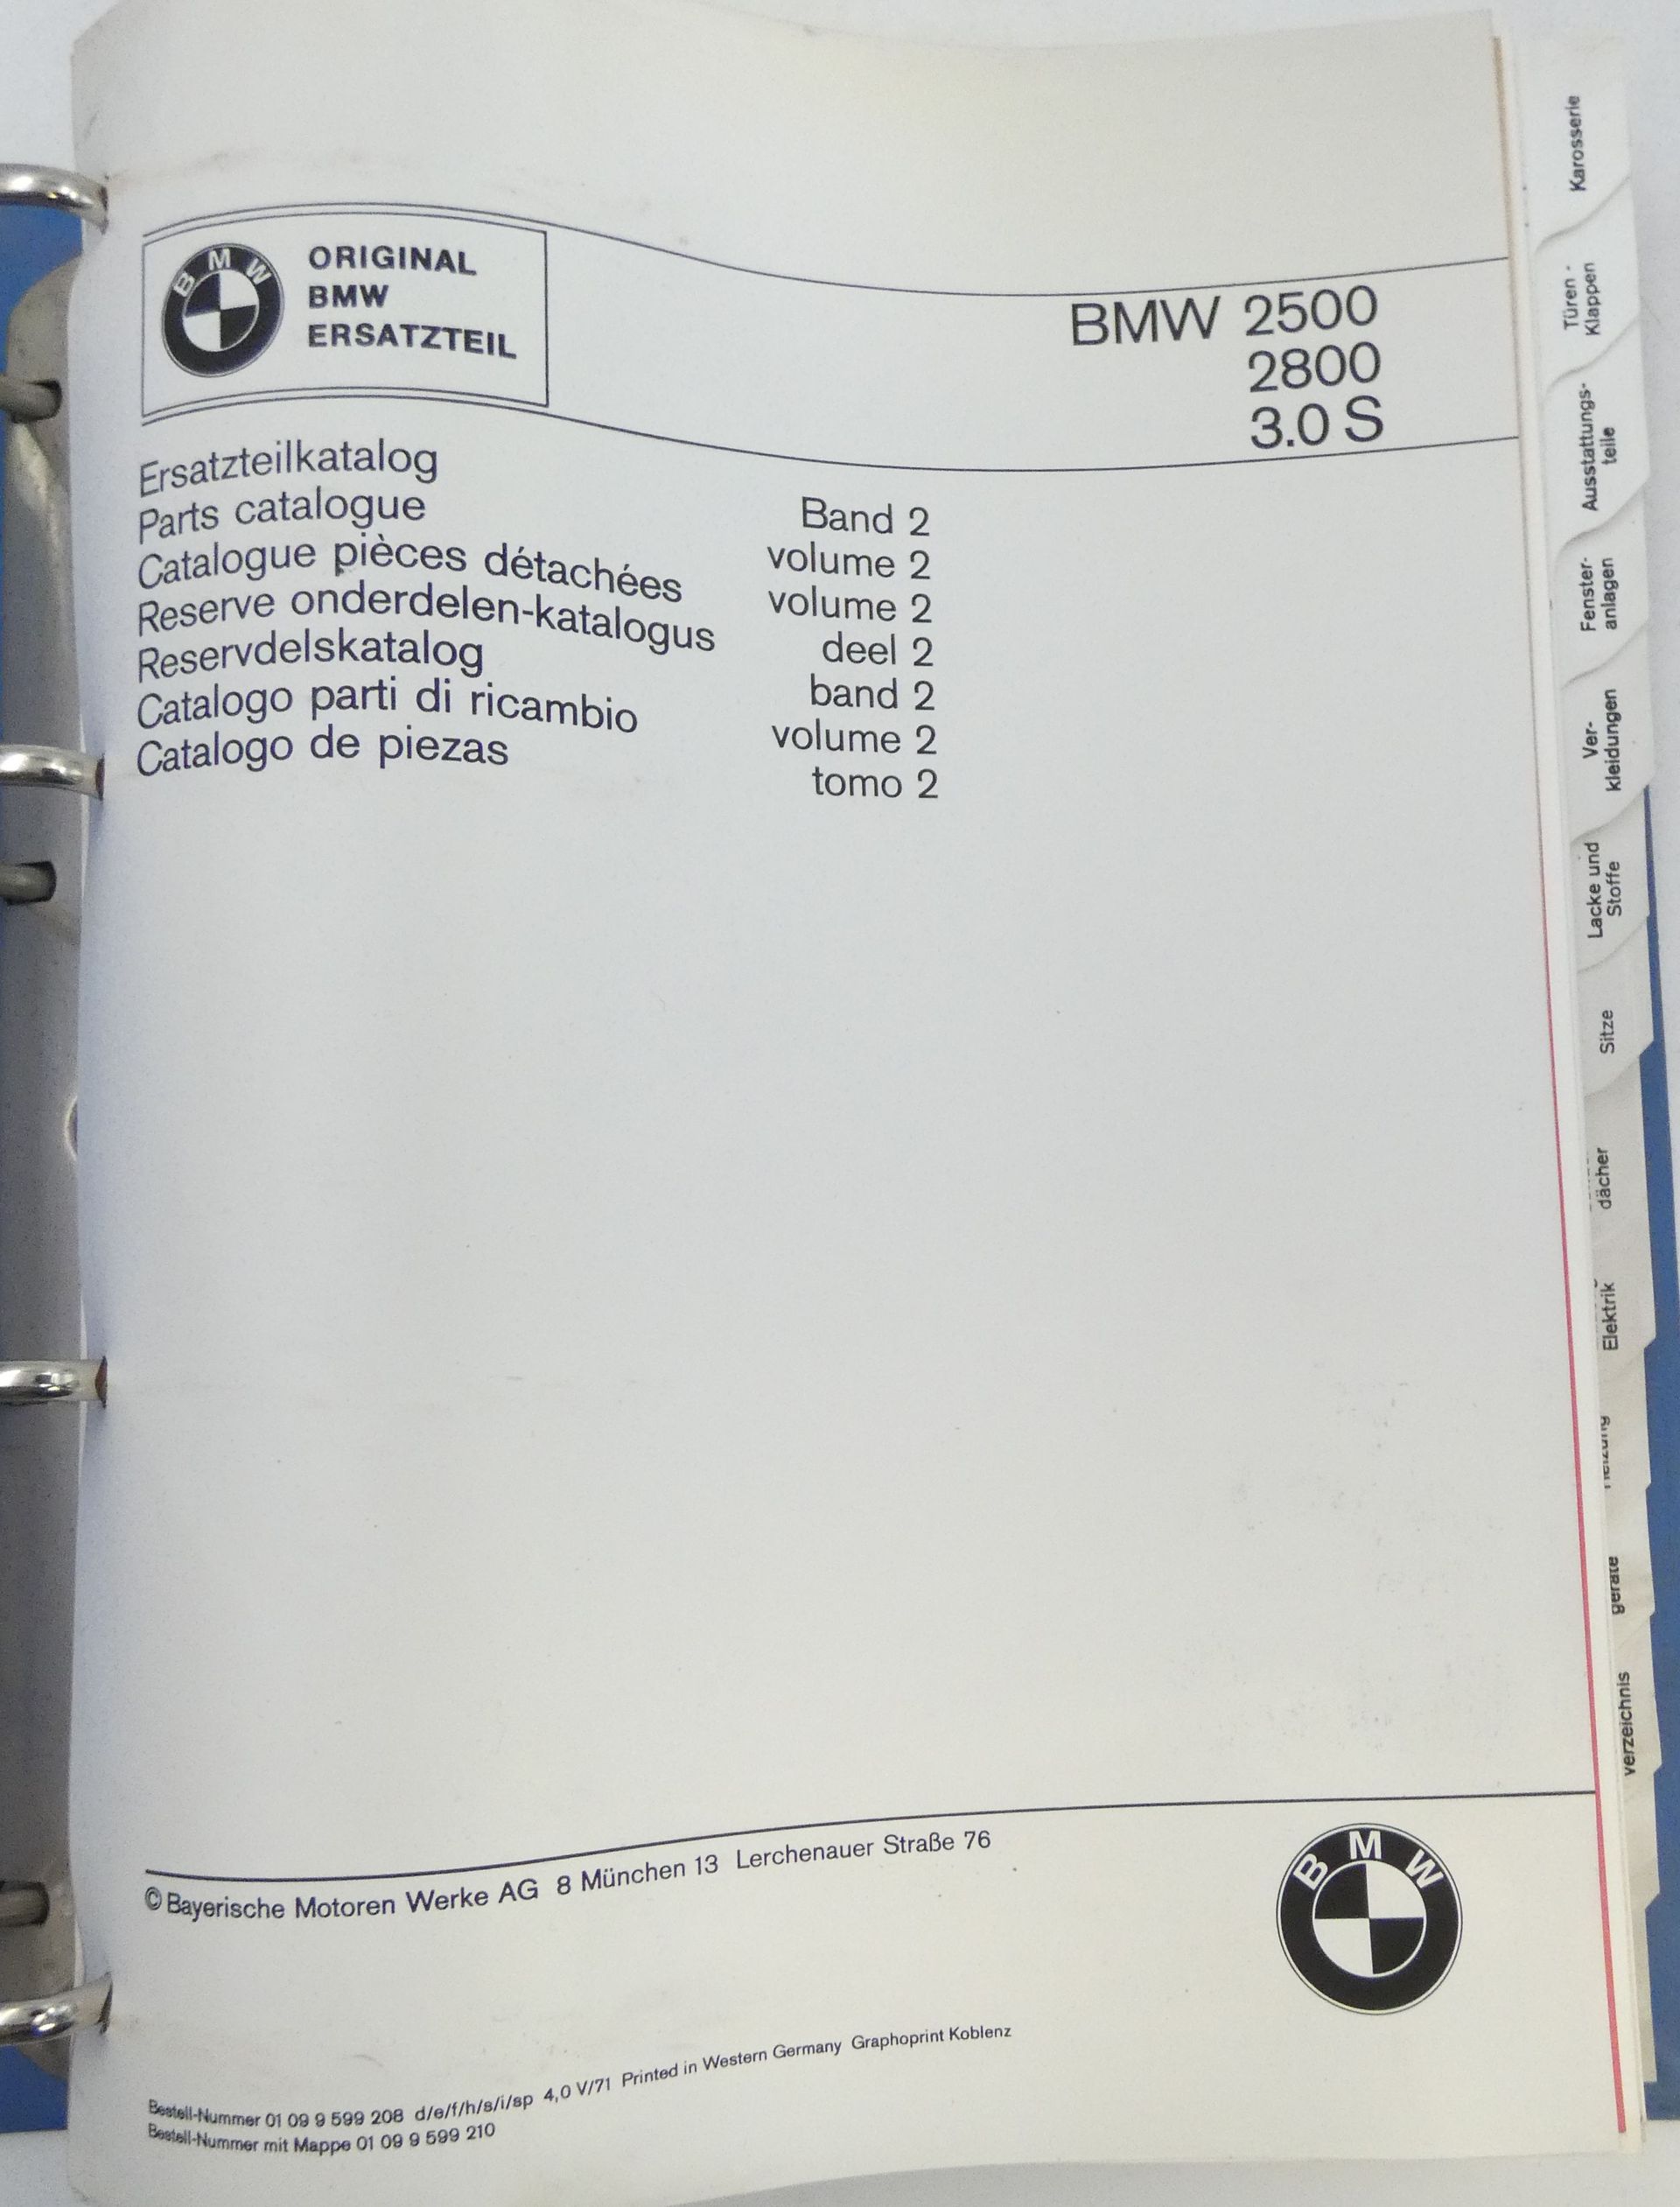 BMW
ORIGINAL
BMW
ERSATZTEIL
BMW 2500
2800
3.0 S
Ersatzteilkatalog
Parts catalogue
Catalogue pièces détachées
Reserve onderdelen-katalogus
Reservdelskatalog
Catalogo parti di ricambio
Catalogo de piezas
Band 2
volume 2
volume 2
deel 2
band 2
volume 2
tomo 2
Karosserie
Türen -
Klappen
Ausstattungs-
teile
Fenster-
anlagen
Ver-
kleidungen
Lacke und
Stoffe
Sitze
dächer
Elektrik
geräte
verzeichnis
© Bayerische Motoren Werke AG 8 München 13 Lerchenauer Straße 76
BMW
Bestell-Nummer 01 09 9 599 208 d/e/f/h/s/i/sp 4,0 V/71 Printed in Western Germany Graphoprint Koblenz
Bestell-Nummer mit Mappe 01 09 9 599 210